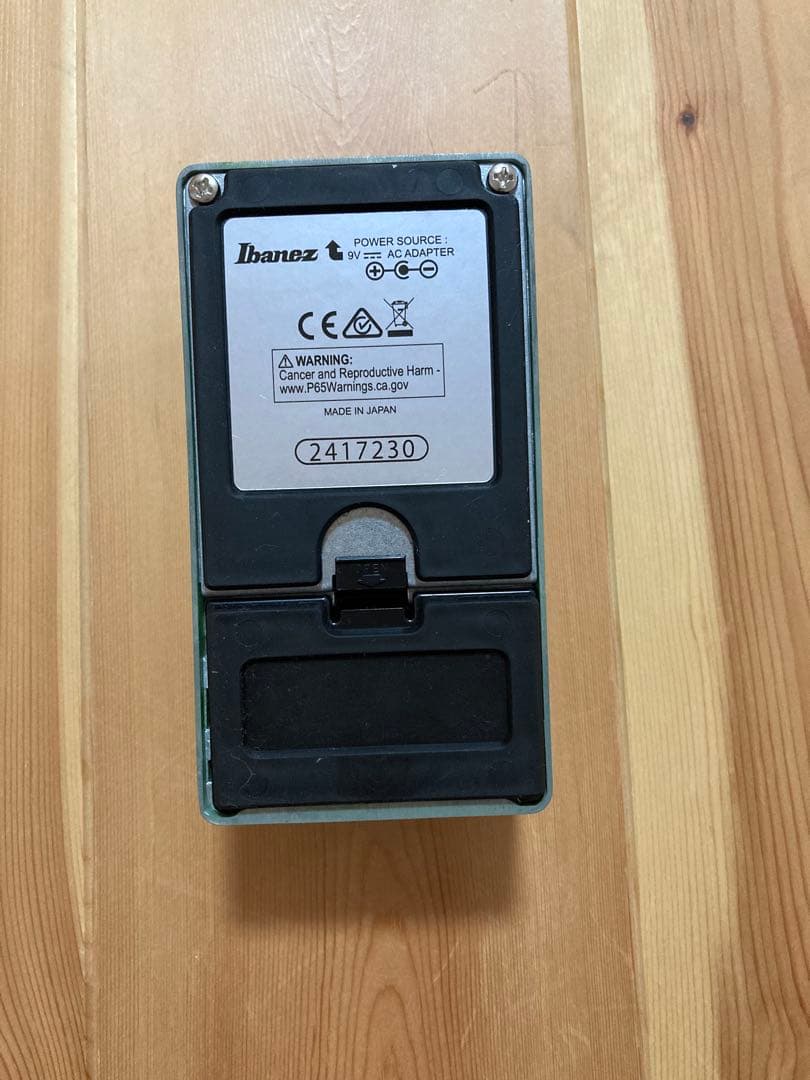 Ibanez
POWER SOURCE :
9V AC ADAPTER
CE
WARNING:
Cancer and Reproductive Harm -
www.P65Warnings.ca.gov
MADE IN JAPAN
2417230
OPEN